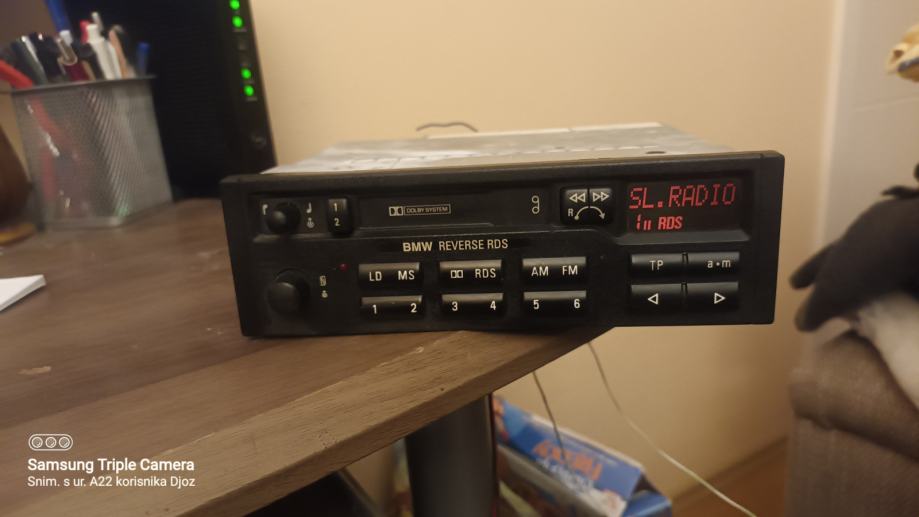 1
2
DOLBY SYSTEM
R
SL.RADIO
RDS
BMW REVERSE RDS
LD MS
RDS
AM FM
TP
a•m
1 2
3 4
5 6
Samsung Triple Camera
Snim. s ur. A22 korisnika Djoz